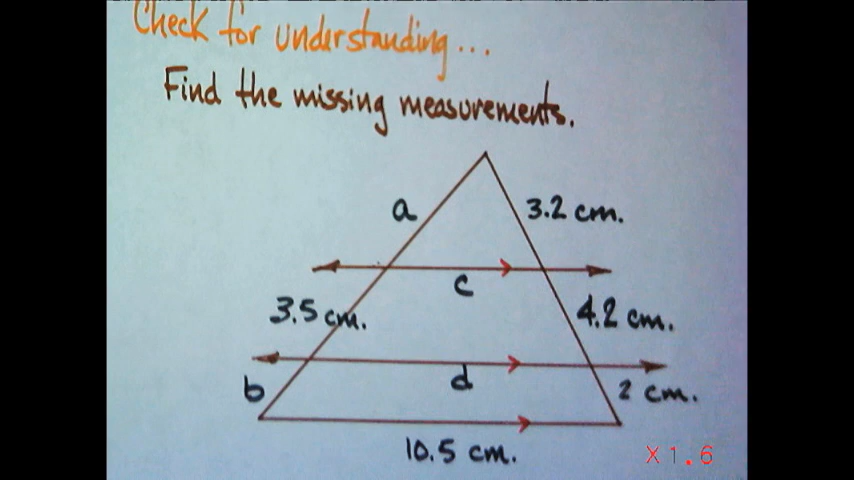 Check for understanding...
Find the missing measurements.
a
3.2 cm.
c
3.5 cm.
4.2 cm.
d
b
2 cm.
10.5 cm.
X1.6